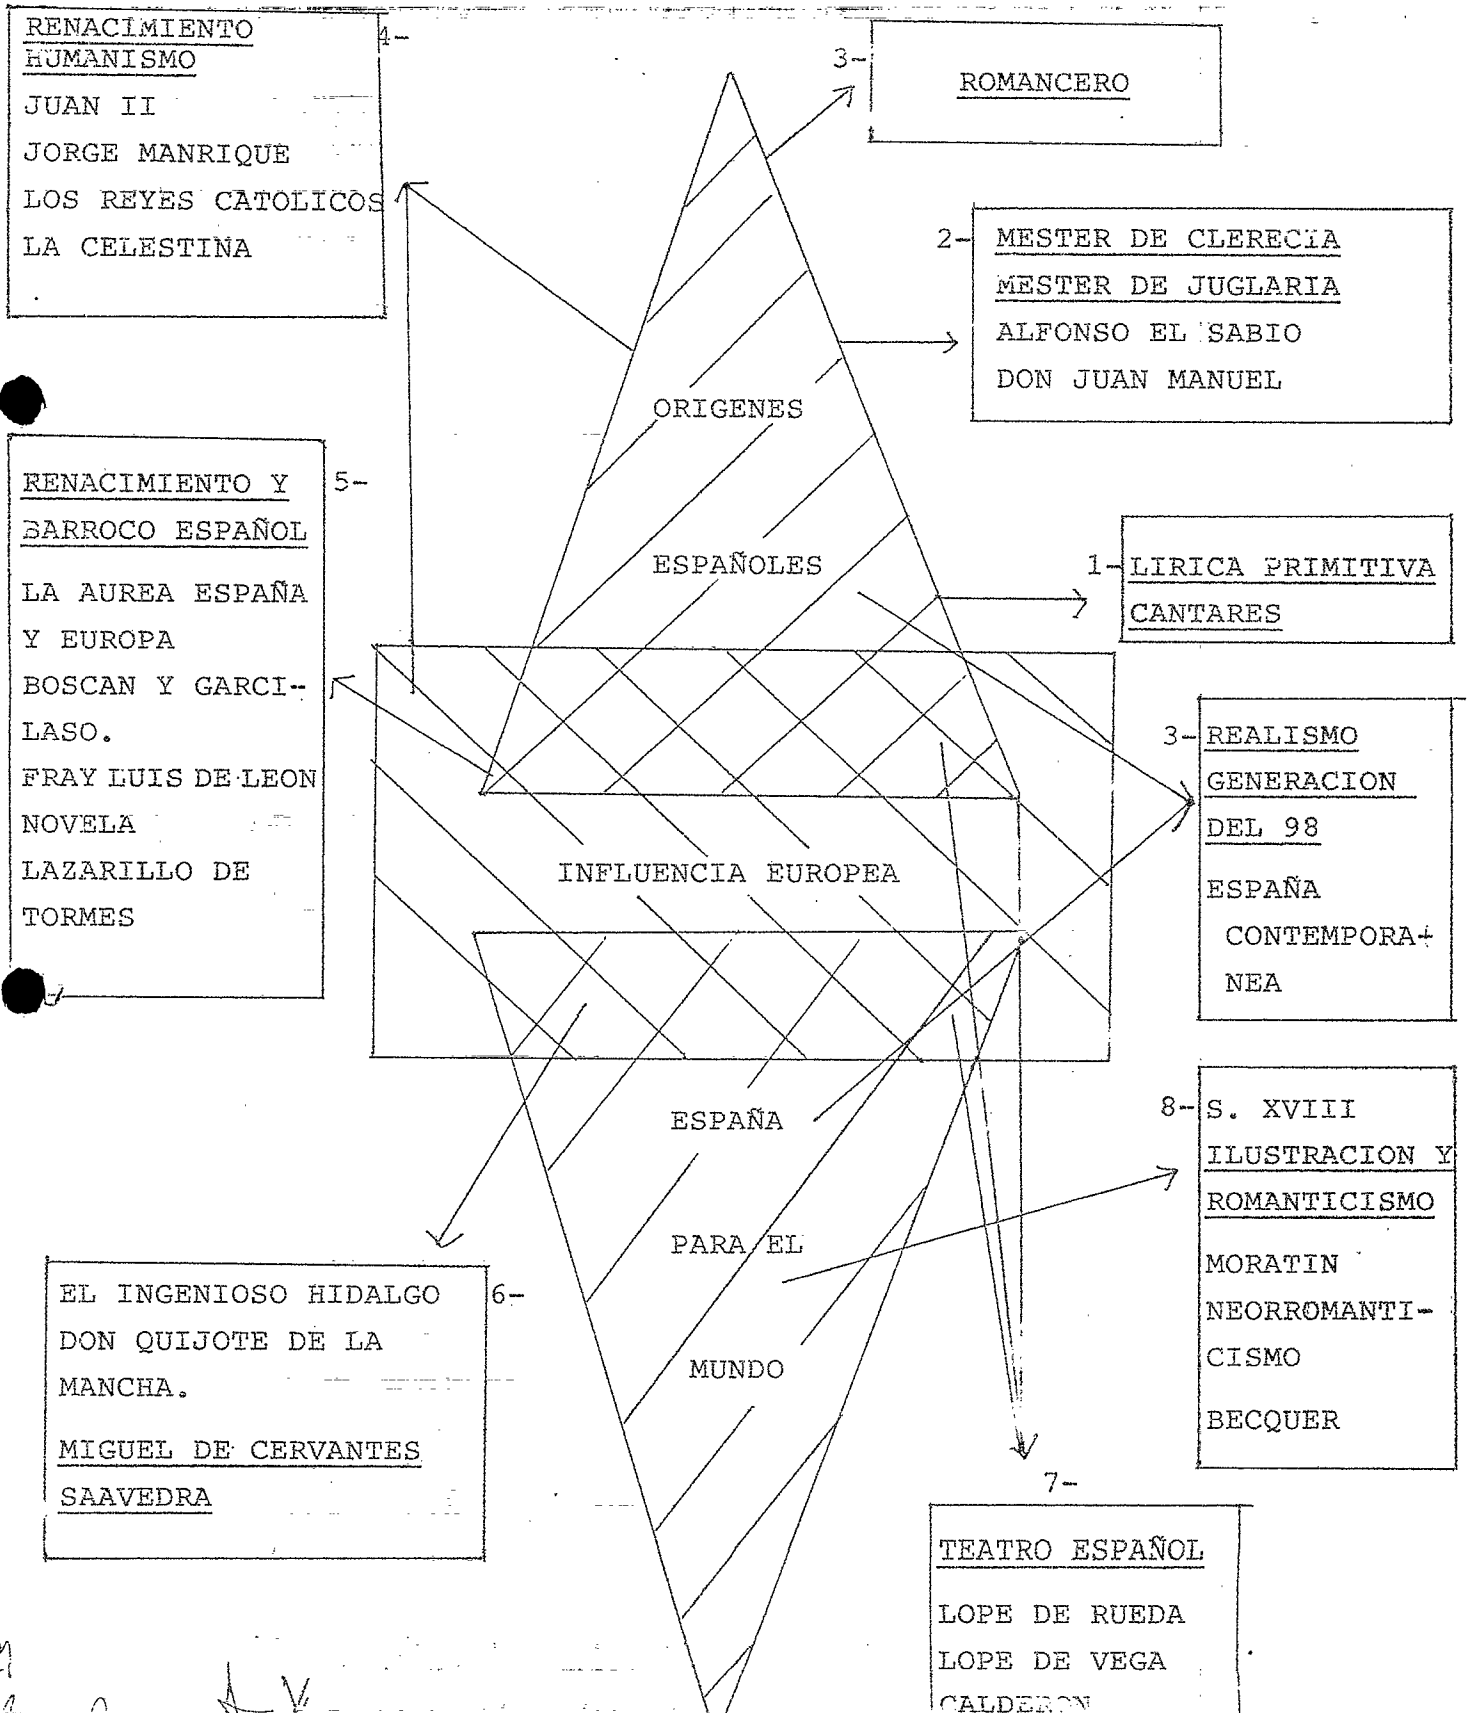 RENACIMIENTO
HUMANISMO
JUAN II
JORGE MANRIQUE
LOS REYES CATOLICOS
LA CELESTINA
4-
3-
ROMANCERO
2-
MESTER DE CLERECIA
MESTER DE JUGLARIA
ALFONSO EL SABIO
DON JUAN MANUEL
ORIGENES
ESPAÑOLES
1-
LIRICA PRIMITIVA
CANTARES
5-
RENACIMIENTO Y
BARROCO ESPAÑOL
LA AUREA ESPAÑA
Y EUROPA
BOSCAN Y GARCI-
LASO.
FRAY LUIS DE LEON
NOVELA
LAZARILLO DE
TORMES
3-
REALISMO
GENERACION
DEL 98
ESPAÑA
CONTEMPORA-
NEA
INFLUENCIA EUROPEA
ESPAÑA
PARA EL
MUNDO
8-
S. XVIII
ILUSTRACION Y
ROMANTICISMO
MORATIN
NEORROMANTI-
CISMO
BECQUER
6-
EL INGENIOSO HIDALGO
DON QUIJOTE DE LA
MANCHA.
MIGUEL DE CERVANTES
SAAVEDRA
7-
TEATRO ESPAÑOL
LOPE DE RUEDA
LOPE DE VEGA
CALDERON